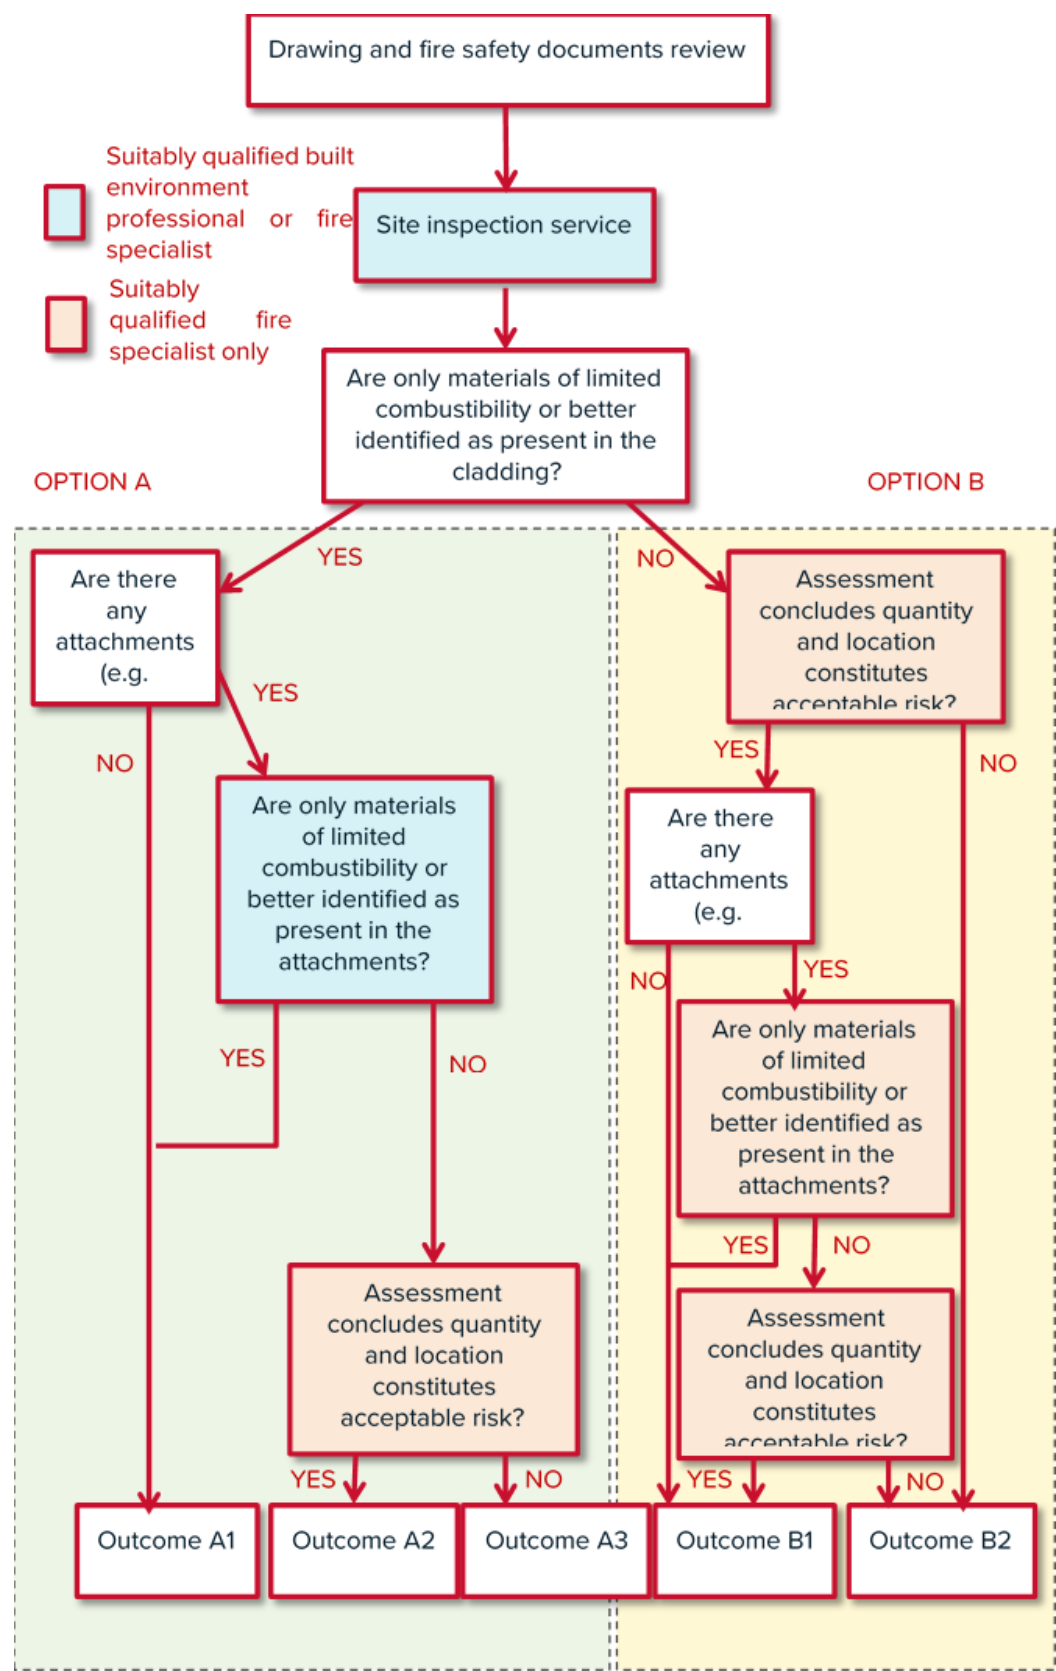 Drawing and fire safety documents review
Suitably qualified built
environment
professional or fire
specialist
Site inspection service
Suitably
qualified fire
specialist only
Are only materials of limited
combustibility or better
identified as present in the
cladding?
OPTION A
OPTION B
YES
NO
Are there
any
attachments
(e.g.
Assessment
concludes quantity
and location
constitutes
acceptable risk?
YES
NO
YES
NO
Are only materials
of limited
combustibility or
better identified as
present in the
attachments?
Are there
any
attachments
(e.g.
YES
NO
NO
YES
Are only materials
of limited
combustibility or
better identified as
present in the
attachments?
YES
NO
Assessment
concludes quantity
and location
constitutes
acceptable risk?
Assessment
concludes quantity
and location
constitutes
acceptable risk?
YES
NO
YES
NO
Outcome A1
Outcome A2
Outcome A3
Outcome B1
Outcome B2